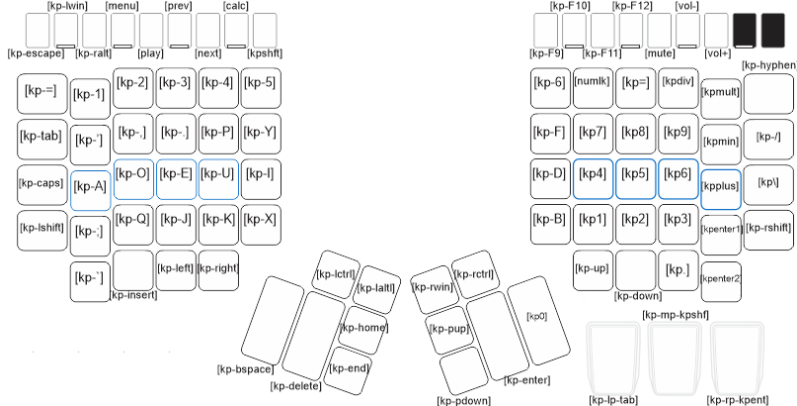 [kp-lwin] [menu] [prev] [calc] [kp-F10] [kp-F12] [vol-]
[kp-escape] [kp-ralt] [play] [next] [kpshft] [kp-F9] [kp-F11] [mute] [vol+]
[kp-hyphen]
[kp-=] [kp-1] [kp-2] [kp-3] [kp-4] [kp-5] [kp-6] [numlk] [kp=] [kpdiv] [kpmult]
[kp-tab] [kp-'] [kp-,] [kp-.] [kp-P] [kp-Y] [kp-F] [kp7] [kp8] [kp9] [kpmin] [kp-/]
[kp-caps] [kp-A] [kp-O] [kp-E] [kp-U] [kp-I] [kp-D] [kp4] [kp5] [kp6] [kpplus] [kp\]
[kp-lshift] [kp-;] [kp-Q] [kp-J] [kp-K] [kp-X] [kp-B] [kp1] [kp2] [kp3] [kpenter1] [kp-rshift]
[kp-`] [kp-insert] [kp-left] [kp-right] [kp-up] [kp-down] [kp.] [kpenter2]
[kp-lctrl] [kp-laltl] [kp-rwin] [kp-rctrl]
[kp-home] [kp-pup] [kp0]
[kp-mp-kpshf]
[kp-bspace] [kp-end]
[kp-delete] [kp-enter]
[kp-pdown] [kp-lp-tab] [kp-rp-kpent]